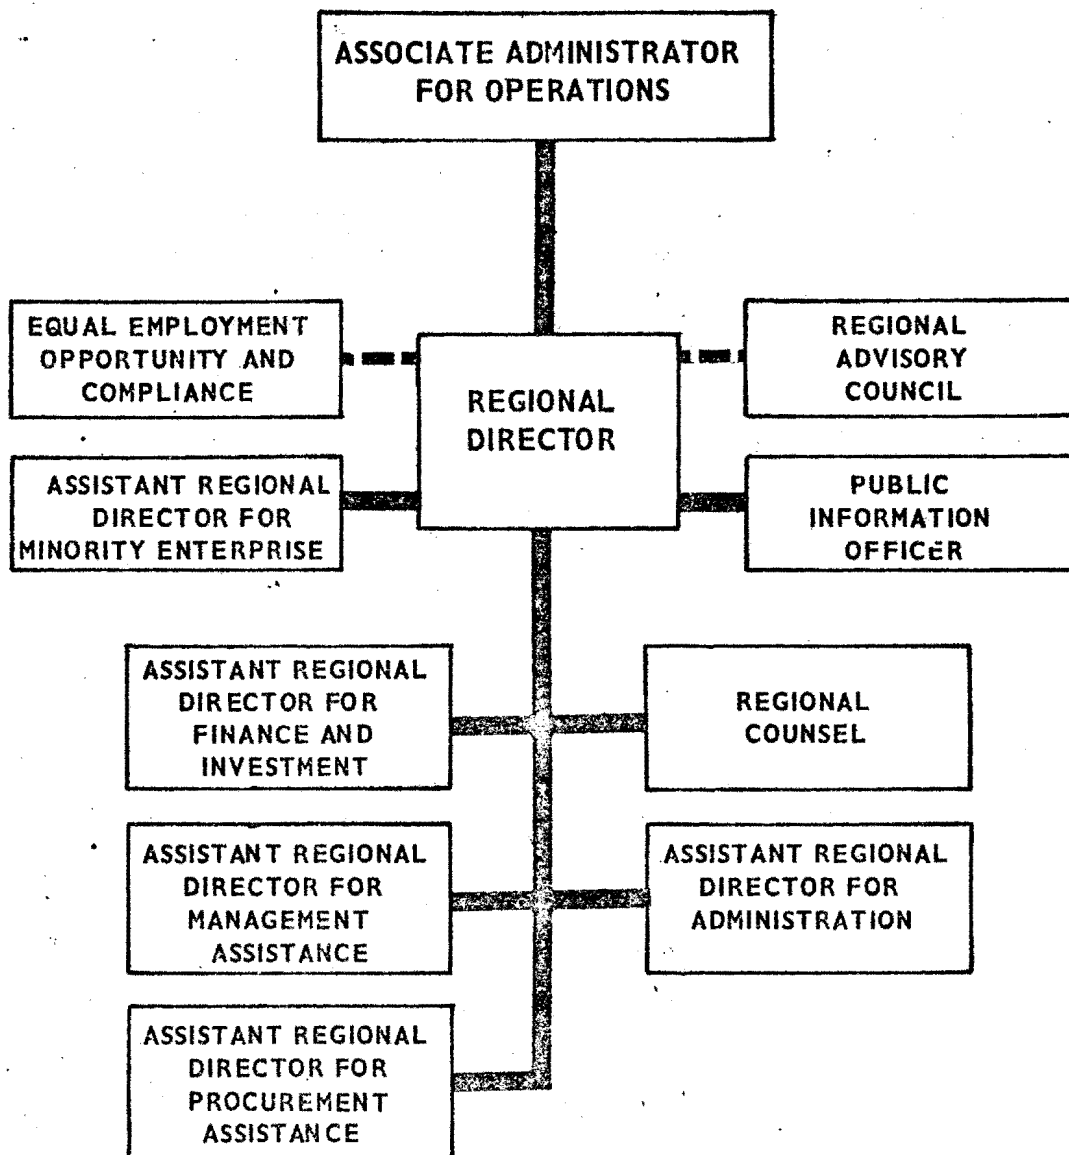 ASSOCIATE ADMINISTRATOR
FOR OPERATIONS
EQUAL EMPLOYMENT
OPPORTUNITY AND
COMPLIANCE
REGIONAL
DIRECTOR
REGIONAL
ADVISORY
COUNCIL
ASSISTANT REGIONAL
DIRECTOR FOR
MINORITY ENTERPRISE
PUBLIC
INFORMATION
OFFICER
ASSISTANT REGIONAL
DIRECTOR FOR
FINANCE AND
INVESTMENT
REGIONAL
COUNSEL
ASSISTANT REGIONAL
DIRECTOR FOR
MANAGEMENT
ASSISTANCE
ASSISTANT REGIONAL
DIRECTOR FOR
ADMINISTRATION
ASSISTANT REGIONAL
DIRECTOR FOR
PROCUREMENT
ASSISTANCE